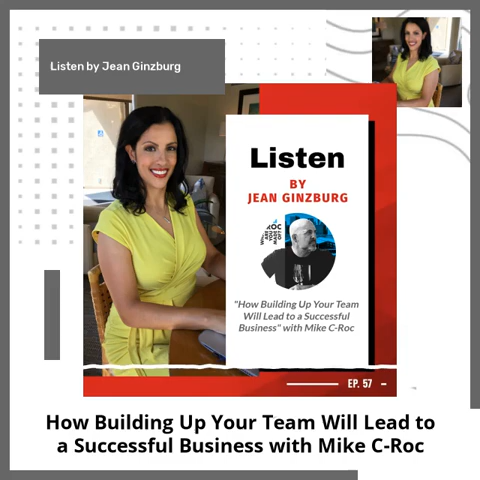 Listen by Jean Ginzburg
Listen
BY
JEAN GINZBURG
ROC
"How Building Up Your Team
Will Lead to a Successful
Business" with Mike C-Roc
EP. 57
How Building Up Your Team Will Lead to
a Successful Business with Mike C-Roc